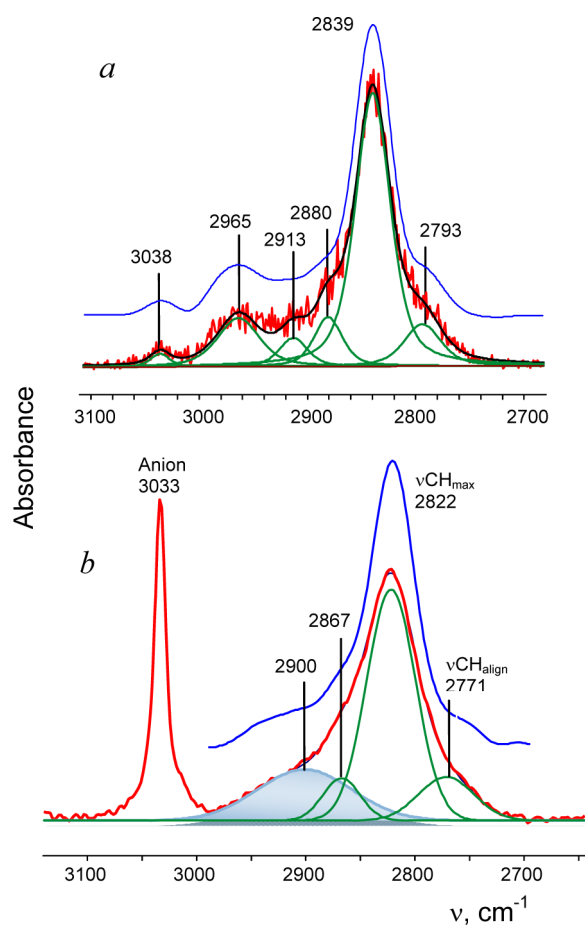 2839
a
2965
2880
2913
2793
3038
3100 3000 2900 2800 2700
Absorbance
Anion
3033
νCHmax
2822
b
2867
2900
νCHalign
2771
3100 3000 2900 2800 2700
ν, cm-1